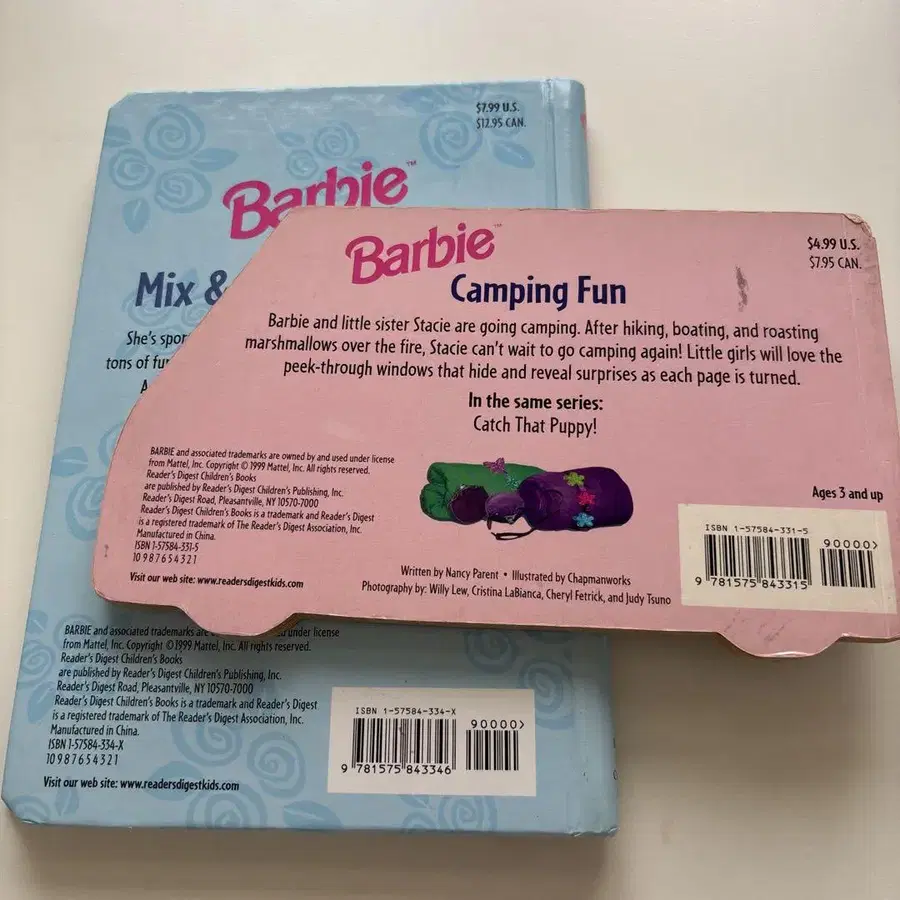 $7.99 U.S.
$12.95 CAN.
Barbie™
Mix &
She's spor
tons of fu
A
BARBIE and associated trademarks are under license
from Mattel, Inc. Copyright ©1999 Mattel, Inc. All rights reserved.
Reader's Digest Children's Books
are published by Reader's Digest Children's Publishing, Inc.
Reader's Digest Road, Pleasantville, NY 10570-7000
Reader's Digest Children's Books is a trademark and Reader's Digest
is a registered trademark of The Reader's Digest Association, Inc.
Manufactured in China.
ISBN 1-57584-334-X
10 9 8 7 6 5 4 3 2 1
Visit our web site: www.readersdigestkids.com
ISBN 1-57584-334-X
90000>
9 781575 843346
Barbie™
Camping Fun
$4.99 U.S.
$7.95 CAN.
Barbie and little sister Stacie are going camping. After hiking, boating, and roasting
marshmallows over the fire, Stacie can't wait to go camping again! Little girls will love the
peek-through windows that hide and reveal surprises as each page is turned.
In the same series:
Catch That Puppy!
BARBIE and associated trademarks are owned by and used under license
from Mattel, Inc. Copyright © 1999 Mattel, Inc. All rights reserved.
Reader's Digest Children's Books
are published by Reader's Digest Children's Publishing, Inc.
Reader's Digest Road, Pleasantville, NY 10570-7000
Reader's Digest Children's Books is a trademark and Reader's Digest
is a registered trademark of The Reader's Digest Association, Inc.
Manufactured in China.
ISBN 1-57584-331-5
10 9 8 7 6 5 4 3 2 1
Visit our web site: www.readersdigestkids.com
Written by Nancy Parent • Illustrated by Chapmanworks
Photography by: Willy Lew, Cristina LaBianca, Cheryl Fetrick, and Judy Tsuno
Ages 3 and up
ISBN 1-57584-331-5
90000>
9 781575 843315